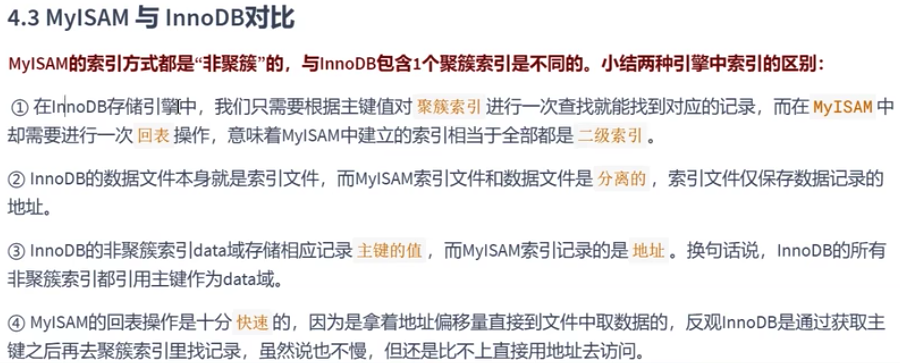 4.3 MyISAM 与 InnoDB对比
MyISAM的索引方式都是“非聚簇”的，与InnoDB包含1个聚簇索引是不同的。小结两种引擎中索引的区别：
① 在InnoDB存储引擎中，我们只需要根据主键值对 聚簇索引 进行一次查找就能找到对应的记录，而在 MyISAM 中
却需要进行一次 回表 操作，意味着MyISAM中建立的索引相当于全部都是 二级索引 。
② InnoDB的数据文件本身就是索引文件，而MyISAM索引文件和数据文件是 分离的 ，索引文件仅保存数据记录的
地址。
③ InnoDB的非聚簇索引data域存储相应记录 主键的值 ，而MyISAM索引记录的是 地址 。换句话说，InnoDB的所有
非聚簇索引都引用主键作为data域。
④ MyISAM的回表操作是十分 快速 的，因为是拿着地址偏移量直接到文件中取数据的，反观InnoDB是通过获取主
键之后再去聚簇索引里找记录，虽然说也不慢，但还是比不上直接用地址去访问。